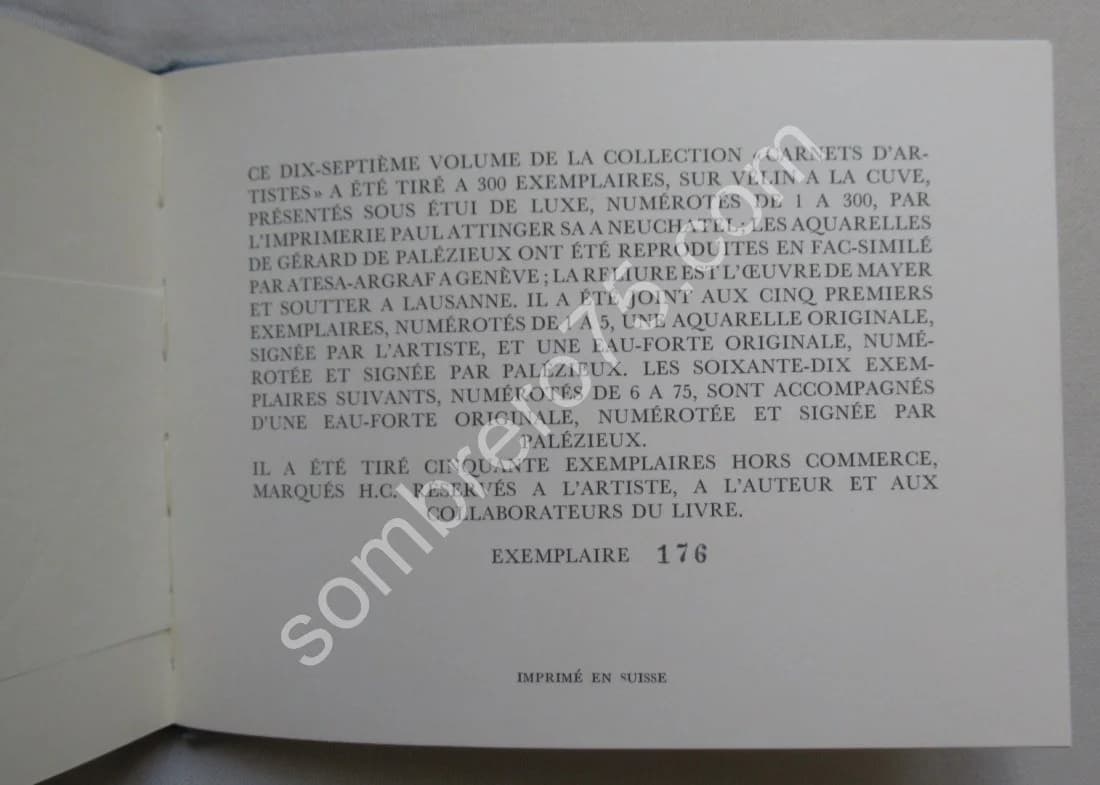 CE DIX-SEPTIÈME VOLUME DE LA COLLECTION «CARNETS D'AR-
TISTES» A ÉTÉ TIRÉ A 300 EXEMPLAIRES, SUR VÉLIN A LA CUVE,
PRÉSENTÉS SOUS ÉTUI DE LUXE, NUMÉROTÉS DE 1 A 300, PAR
L'IMPRIMERIE PAUL ATTINGER SA A NEUCHATEL; LES AQUARELLES
DE GÉRARD DE PALÉZIEUX ONT ÉTÉ REPRODUITES EN FAC-SIMILÉ
PAR ATESA-ARGRAF A GENÈVE; LA RELIURE EST L'ŒUVRE DE MAYER
ET SOUTTER A LAUSANNE. IL A ÉTÉ JOINT AUX CINQ PREMIERS
EXEMPLAIRES, NUMÉROTÉS DE 1 A 5, UNE AQUARELLE ORIGINALE,
SIGNÉE PAR L'ARTISTE, ET UNE EAU-FORTE ORIGINALE, NUMÉ-
ROTÉE ET SIGNÉE PAR PALÉZIEUX. LES SOIXANTE-DIX EXEM-
PLAIRES SUIVANTS, NUMÉROTÉS DE 6 A 75, SONT ACCOMPAGNÉS
D'UNE EAU-FORTE ORIGINALE, NUMÉROTÉE ET SIGNÉE PAR
PALÉZIEUX.
IL A ÉTÉ TIRÉ CINQUANTE EXEMPLAIRES HORS COMMERCE,
MARQUÉS H.C. RÉSERVÉS A L'ARTISTE, A L'AUTEUR ET AUX
COLLABORATEURS DU LIVRE.
EXEMPLAIRE 176
IMPRIMÉ EN SUISSE
sombrero75.com